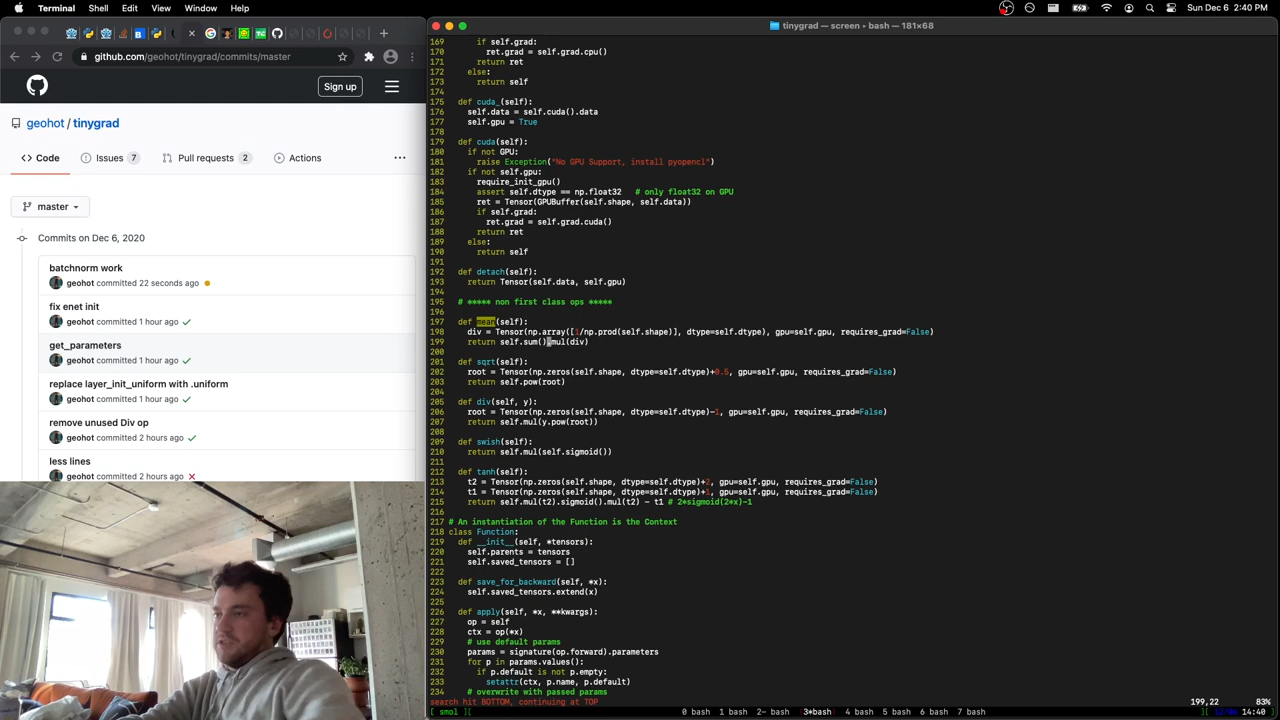 Terminal Shell Edit View Window Help
Sun Dec 6 2:40 PM
github.com/geohot/tinygrad/commits/master
Sign up
geohot / tinygrad
Code Issues 7 Pull requests 2 Actions ...
master
Commits on Dec 6, 2020
batchnorm work
geohot committed 22 seconds ago
fix enet init
geohot committed 1 hour ago
get_parameters
geohot committed 1 hour ago
replace layer_init_uniform with .uniform
geohot committed 1 hour ago
remove unused Div op
geohot committed 2 hours ago
less lines
geohot committed 2 hours ago
tinygrad — screen ▸ bash — 181×68
169 if self.grad:
170 ret.grad = self.grad.cpu()
171 return ret
172 else:
173 return self
174
175 def cuda_(self):
176 self.data = self.cuda().data
177 self.gpu = True
178
179 def cuda(self):
180 if not GPU:
181 raise Exception("No GPU Support, install pyopencl")
182 if not self.gpu:
183 require_init_gpu()
184 assert self.dtype == np.float32 # only float32 on GPU
185 ret = Tensor(GPUBuffer(self.shape, self.data))
186 if self.grad:
187 ret.grad = self.grad.cuda()
188 return ret
189 else:
190 return self
191
192 def detach(self):
193 return Tensor(self.data, self.gpu)
194
195 # ***** non first class ops *****
196
197 def mean(self):
198 div = Tensor(np.array([1/np.prod(self.shape)], dtype=self.dtype), gpu=self.gpu, requires_grad=False)
199 return self.sum().mul(div)
200
201 def sqrt(self):
202 root = Tensor(np.zeros(self.shape, dtype=self.dtype)+0.5, gpu=self.gpu, requires_grad=False)
203 return self.pow(root)
204
205 def div(self, y):
206 root = Tensor(np.zeros(self.shape, dtype=self.dtype)-1, gpu=self.gpu, requires_grad=False)
207 return self.mul(y.pow(root))
208
209 def swish(self):
210 return self.mul(self.sigmoid())
211
212 def tanh(self):
213 t2 = Tensor(np.zeros(self.shape, dtype=self.dtype)+2, gpu=self.gpu, requires_grad=False)
214 t1 = Tensor(np.zeros(self.shape, dtype=self.dtype)+1, gpu=self.gpu, requires_grad=False)
215 return self.mul(t2).sigmoid().mul(t2) - t1 # 2*sigmoid(2*x)-1
216
217 # An instantiation of the Function is the Context
218 class Function:
219 def __init__(self, *tensors):
220 self.parents = tensors
221 self.saved_tensors = []
222
223 def save_for_backward(self, *x):
224 self.saved_tensors.extend(x)
225
226 def apply(self, *x, **kwargs):
227 op = self
228 ctx = op(*x)
229 # use default params
230 params = signature(op.forward).parameters
231 for p in params.values():
232 if p.default is not p.empty:
233 setattr(ctx, p.name, p.default)
234 # overwrite with passed params
search hit BOTTOM, continuing at TOP
199,22 80%
[ smol ][ 0 bash 1 bash 2- bash (3*bash) 4 bash 5 bash 6 bash 7 bash ][ 14:40 ]